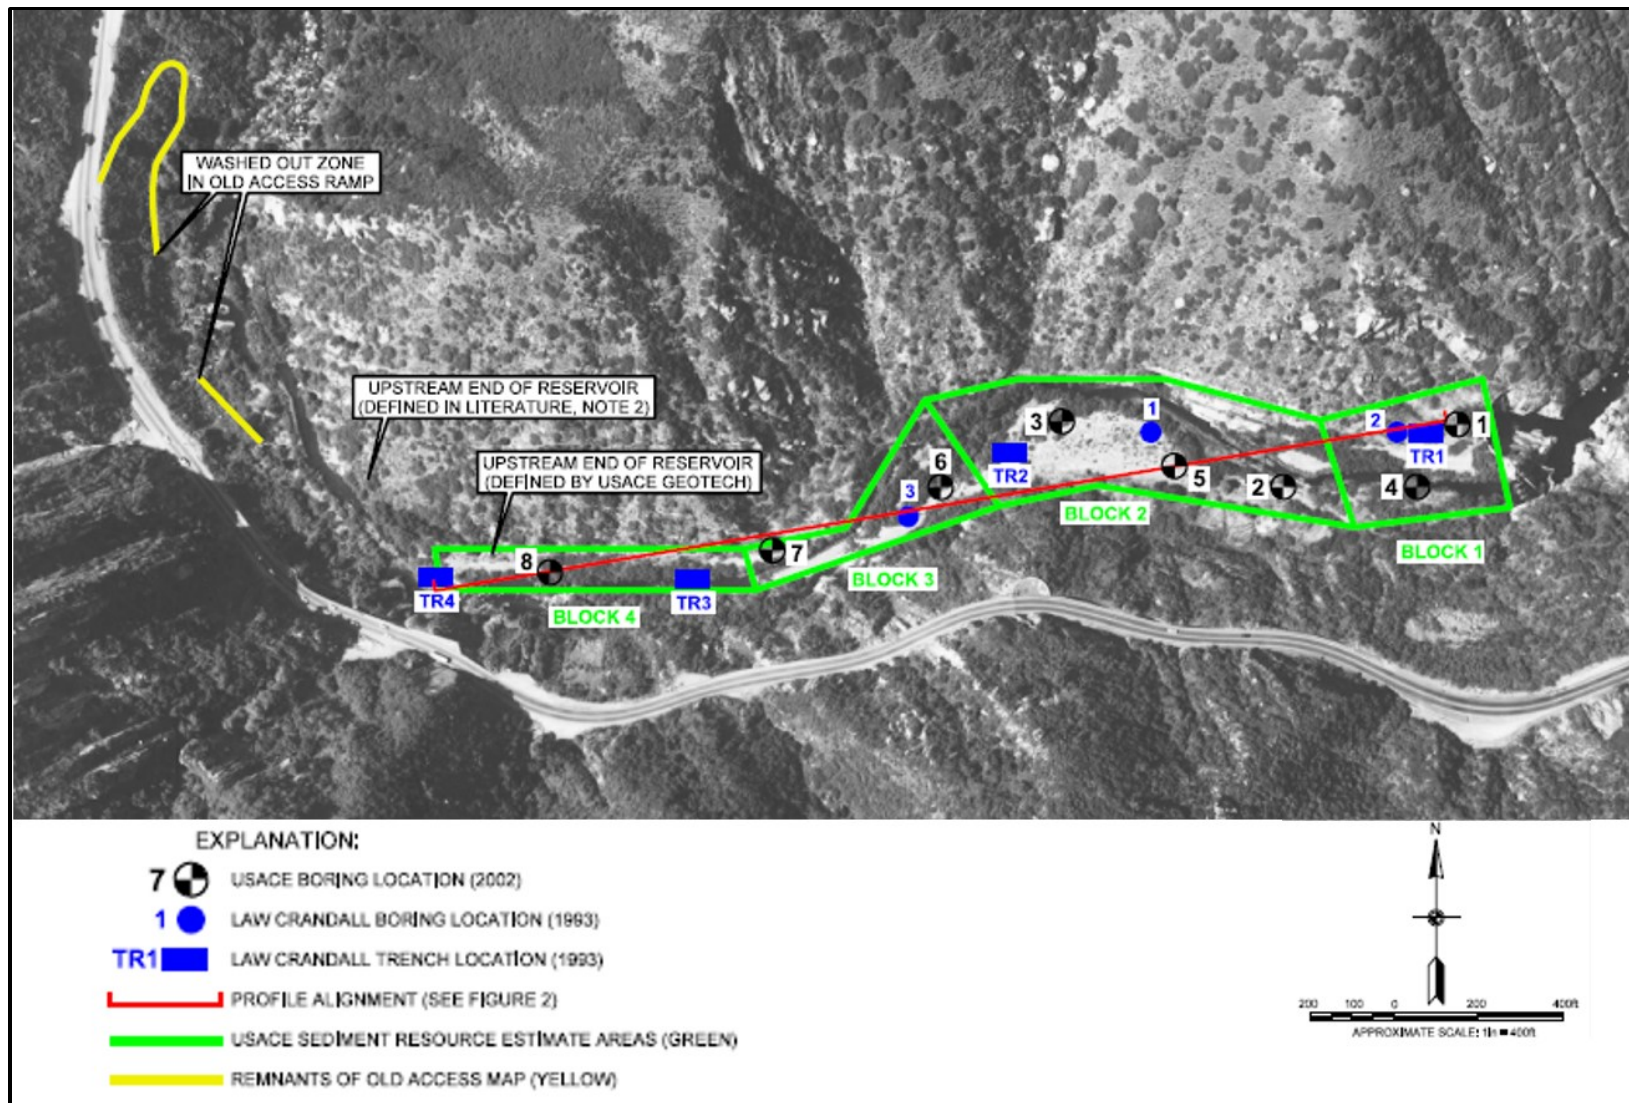 WASHED OUT ZONE
IN OLD ACCESS RAMP
UPSTREAM END OF RESERVOIR
(DEFINED IN LITERATURE, NOTE 2)
UPSTREAM END OF RESERVOIR
(DEFINED BY USACE GEOTECH)
3
1
2
1
TR1
TR2
6
5
2
4
3
BLOCK 2
BLOCK 1
7
8
BLOCK 3
TR4
TR3
BLOCK 4
EXPLANATION:
7 USACE BORING LOCATION (2002)
1 LAW CRANDALL BORING LOCATION (1993)
TR1 LAW CRANDALL TRENCH LOCATION (1993)
PROFILE ALIGNMENT (SEE FIGURE 2)
USACE SEDIMENT RESOURCE ESTIMATE AREAS (GREEN)
REMNANTS OF OLD ACCESS MAP (YELLOW)
N
200 100 0 200 400ft
APPROXIMATE SCALE: 1in = 400ft